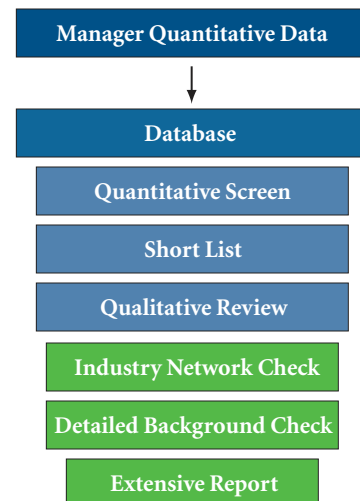 Manager Quantitative Data
Database
Quantitative Screen
Short List
Qualitative Review
Industry Network Check
Detailed Background Check
Extensive Report